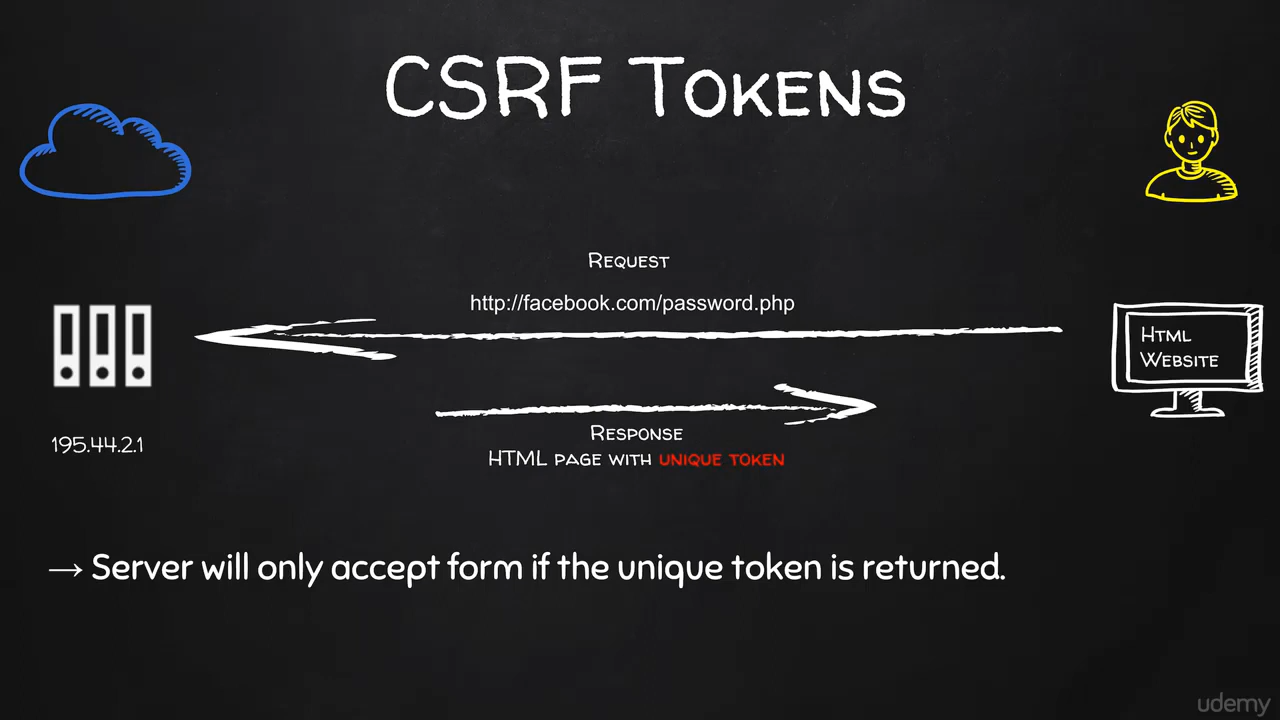 CSRF Tokens
Request
http://facebook.com/password.php
Html
Website
195.44.2.1
Response
HTML page with unique token
→ Server will only accept form if the unique token is returned.
udemy